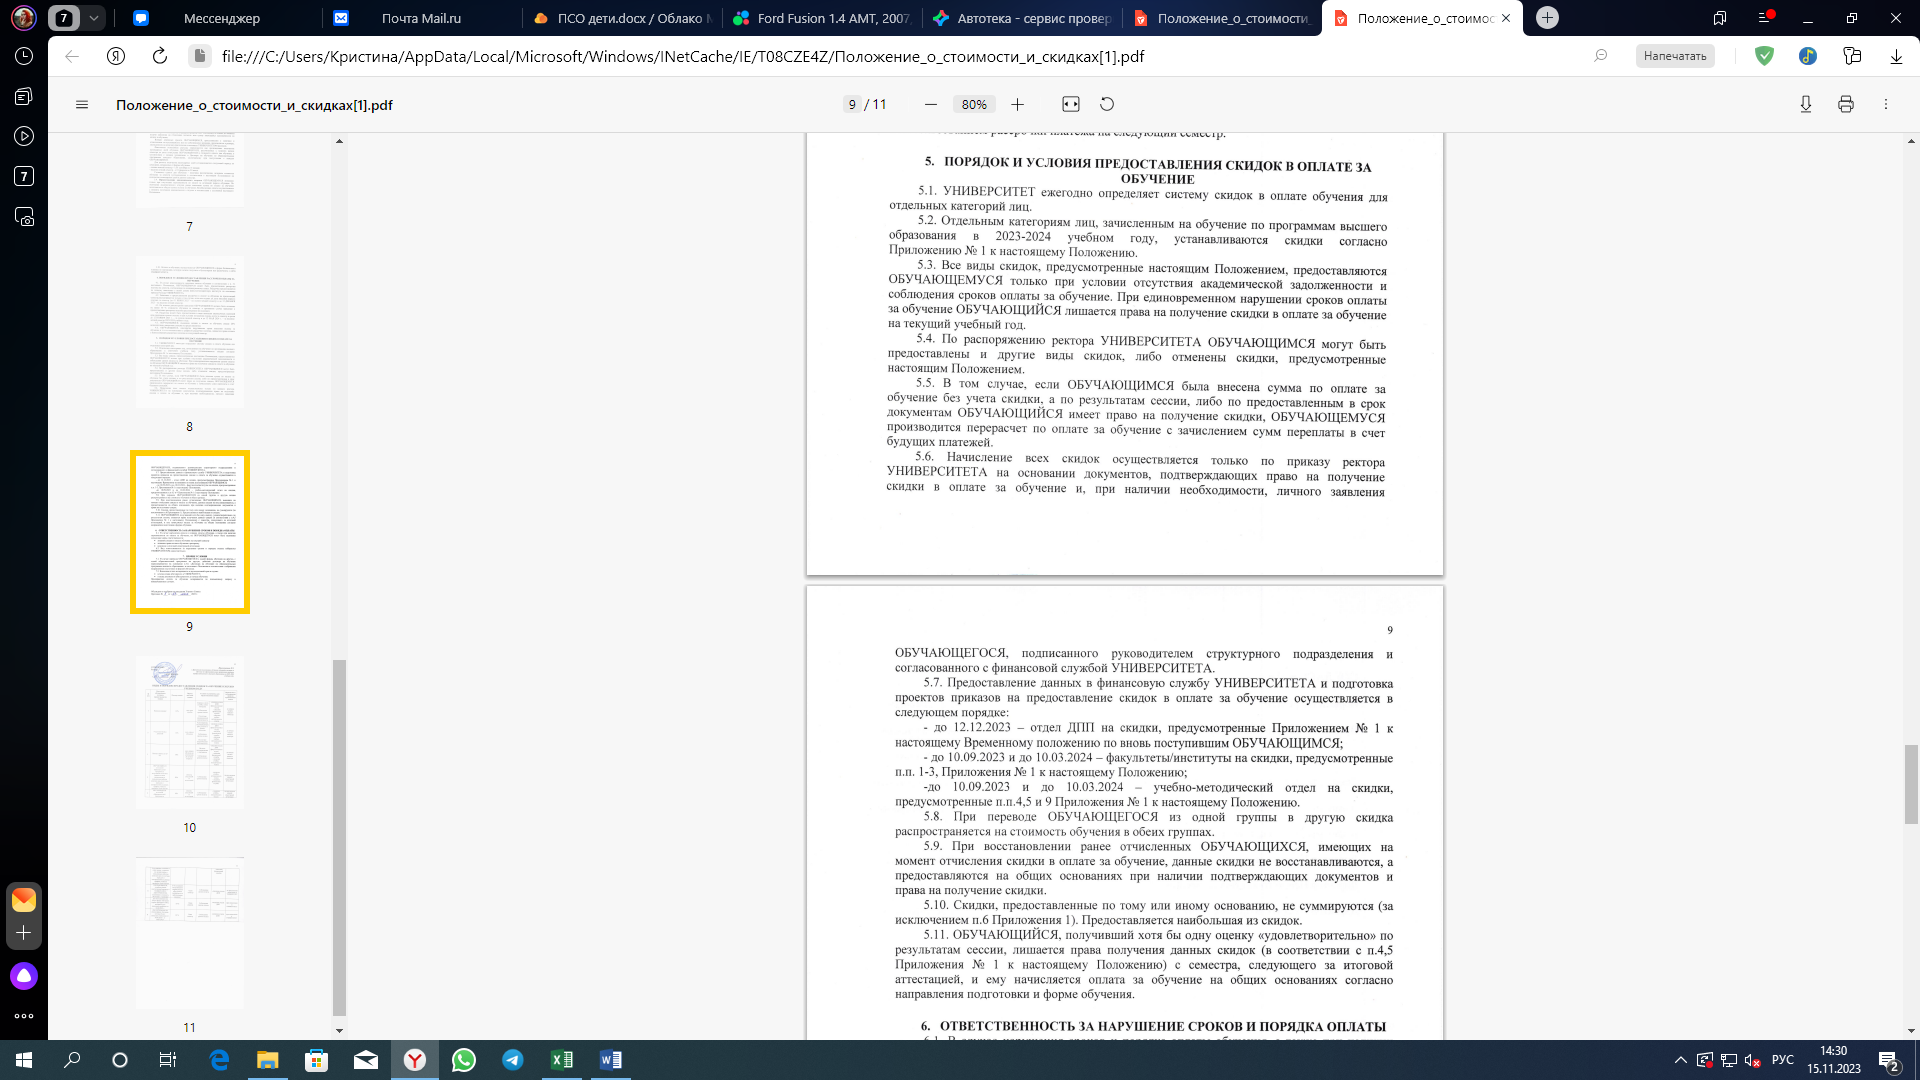 7
Мессенджер
Почта Mail.ru
ПСО дети.docx / Облако
Ford Fusion 1.4 AMT, 2007,
Автотека - сервис провер
Положение_о_стоимости_
Положение_о_стоимос
file:///C:/Users/Кристина/AppData/Local/Microsoft/Windows/INetCache/IE/T08CZE4Z/Положение_о_стоимости_и_скидках[1].pdf
Напечатать
Положение_о_стоимости_и_скидках[1].pdf
9 / 11
80%
7
7
8
9
10
11
платежа на следующий семестр.
5. ПОРЯДОК И УСЛОВИЯ ПРЕДОСТАВЛЕНИЯ СКИДОК В ОПЛАТЕ ЗА
ОБУЧЕНИЕ
5.1. УНИВЕРСИТЕТ ежегодно определяет систему скидок в оплате обучения для
отдельных категорий лиц.
5.2. Отдельным категориям лиц, зачисленным на обучение по программам высшего
образования в 2023-2024 учебном году, устанавливаются скидки согласно
Приложению № 1 к настоящему Положению.
5.3. Все виды скидок, предусмотренные настоящим Положением, предоставляются
ОБУЧАЮЩЕМУСЯ только при условии отсутствия академической задолженности и
соблюдения сроков оплаты за обучение. При единовременном нарушении сроков оплаты
за обучение ОБУЧАЮЩИЙСЯ лишается права на получение скидки в оплате за обучение
на текущий учебный год.
5.4. По распоряжению ректора УНИВЕРСИТЕТА ОБУЧАЮЩИМСЯ могут быть
предоставлены и другие виды скидок, либо отменены скидки, предусмотренные
настоящим Положением.
5.5. В том случае, если ОБУЧАЮЩИМСЯ была внесена сумма по оплате за
обучение без учета скидки, а по результатам сессии, либо по предоставленным в срок
документам ОБУЧАЮЩИЙСЯ имеет право на получение скидки, ОБУЧАЮЩЕМУСЯ
производится перерасчет по оплате за обучение с зачислением сумм переплаты в счет
будущих платежей.
5.6. Начисление всех скидок осуществляется только по приказу ректора
УНИВЕРСИТЕТА на основании документов, подтверждающих право на получение
скидки в оплате за обучение и, при наличии необходимости, личного заявления
9
ОБУЧАЮЩЕГОСЯ, подписанного руководителем структурного подразделения и
согласованного с финансовой службой УНИВЕРСИТЕТА.
5.7. Предоставление данных в финансовую службу УНИВЕРСИТЕТА и подготовка
проектов приказов на предоставление скидок в оплате за обучение осуществляется в
следующем порядке:
- до 12.12.2023 – отдел ДПП на скидки, предусмотренные Приложением № 1 к
настоящему Временному положению по вновь поступившим ОБУЧАЮЩИМСЯ;
- до 10.09.2023 и до 10.03.2024 – факультеты/институты на скидки, предусмотренные
п.п. 1-3, Приложения № 1 к настоящему Положению;
-до 10.09.2023 и до 10.03.2024 – учебно-методический отдел на скидки,
предусмотренные п.п.4,5 и 9 Приложения № 1 к настоящему Положению.
5.8. При переводе ОБУЧАЮЩЕГОСЯ из одной группы в другую скидка
распространяется на стоимость обучения в обеих группах.
5.9. При восстановлении ранее отчисленных ОБУЧАЮЩИХСЯ, имеющих на
момент отчисления скидки в оплате за обучение, данные скидки не восстанавливаются, а
предоставляются на общих основаниях при наличии подтверждающих документов и
права на получение скидки.
5.10. Скидки, предоставленные по тому или иному основанию, не суммируются (за
исключением п.6 Приложения 1). Предоставляется наибольшая из скидок.
5.11. ОБУЧАЮЩИЙСЯ, получивший хотя бы одну оценку «удовлетворительно» по
результатам сессии, лишается права получения данных скидок (в соответствии с п.4,5
Приложения № 1 к настоящему Положению) с семестра, следующего за итоговой
аттестацией, и ему начисляется оплата за обучение на общих основаниях согласно
направления подготовки и форме обучения.
6. ОТВЕТСТВЕННОСТЬ ЗА НАРУШЕНИЕ СРОКОВ И ПОРЯДКА ОПЛАТЫ
РУС
14:30
15.11.2023
2